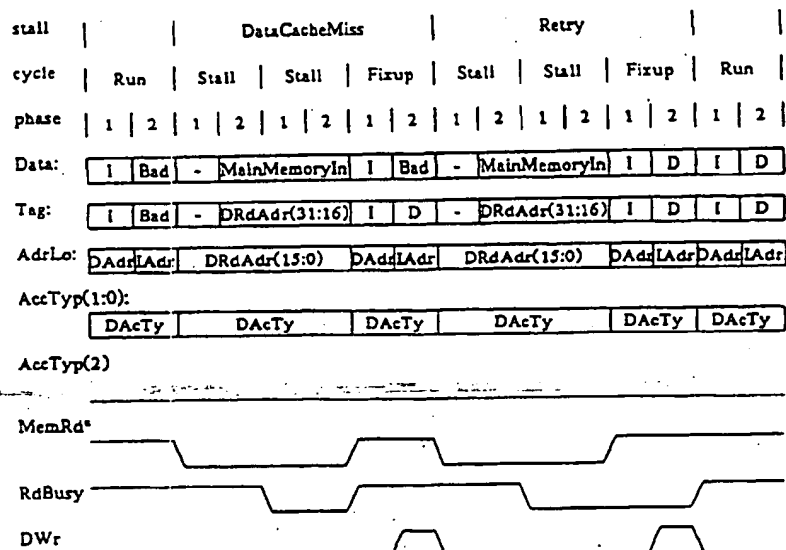 stall | | DataCacheMiss | Retry | |
cycle | Run | Stall | Stall | Fixup | Stall | Stall | Fixup | Run |
phase | 1 | 2 | 1 | 2 | 1 | 2 | 1 | 2 | 1 | 2 | 1 | 2 | 1 | 2 | 1 | 2 |
Data: I Bad - MainMemoryIn I Bad - MainMemoryIn I D I D
Tag: I Bad - DRdAdr(31:16) I D - DRdAdr(31:16) I D I D
AdrLo: DAdr IAdr DRdAdr(15:0) DAdr IAdr DRdAdr(15:0) DAdr IAdr DAdr IAdr
AccTyp(1:0):
DAcTy DAcTy DAcTy DAcTy DAcTy DAcTy
AccTyp(2)
MemRd*
RdBusy
DWr